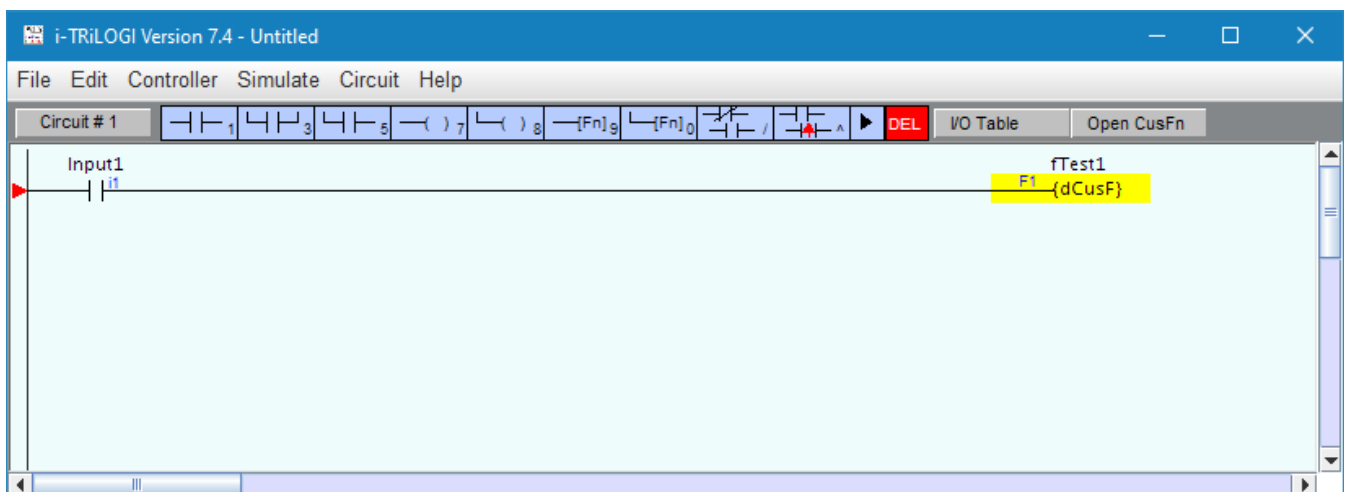 i-TRiLOGI Version 7.4 - Untitled
File Edit Controller Simulate Circuit Help
Circuit # 1 1 3 5 ( ) 7 ( ) 8 [Fn] 9 [Fn] 0 / ^ DEL I/O Table Open CusFn
Input1 fTest1
i1 F1 {dCusF}